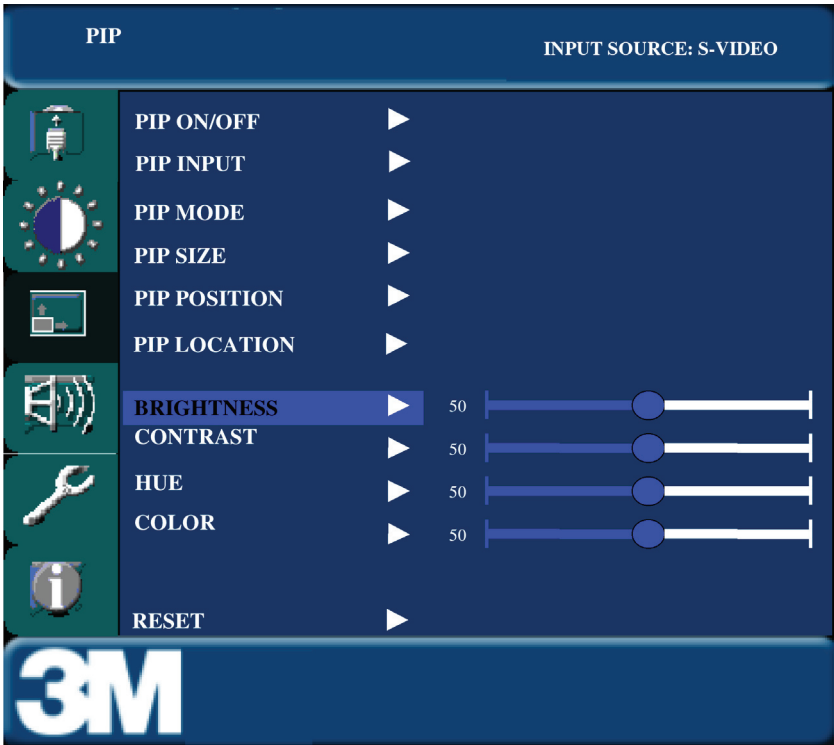 PIP
INPUT SOURCE: S-VIDEO
PIP ON/OFF
PIP INPUT
PIP MODE
PIP SIZE
PIP POSITION
PIP LOCATION
BRIGHTNESS 50
CONTRAST 50
HUE 50
COLOR 50
RESET
3M